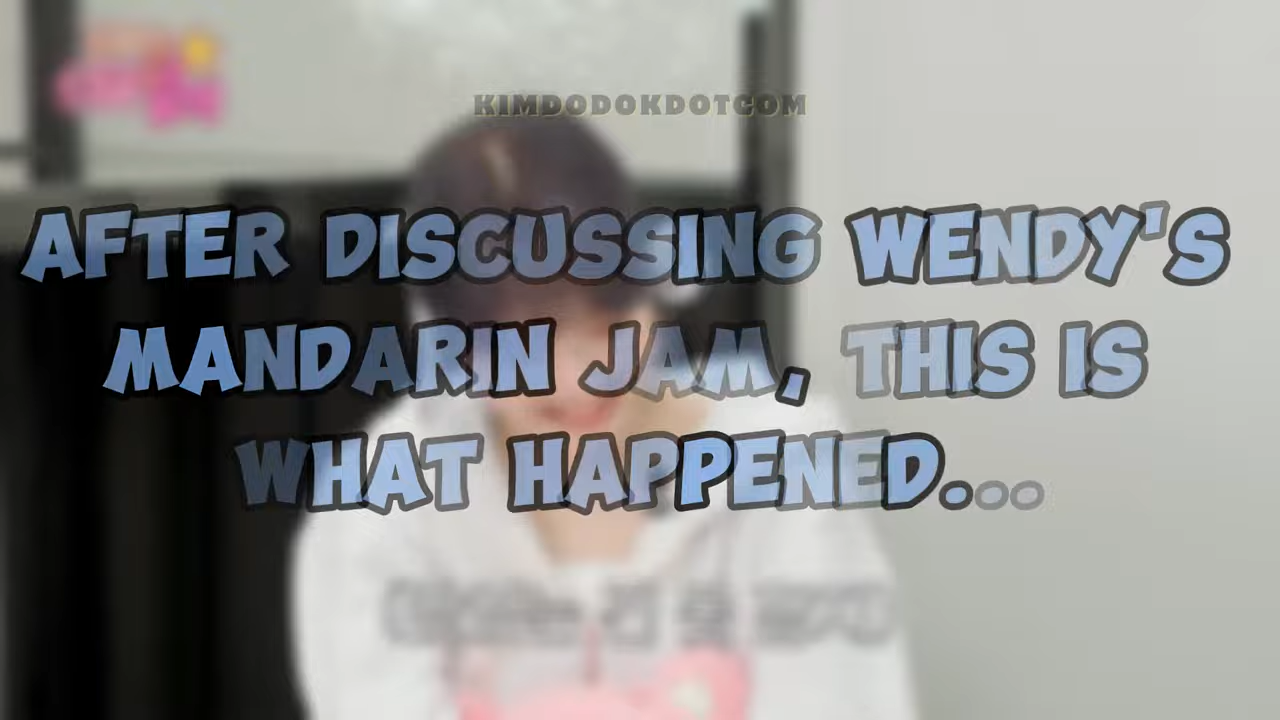 KIMDODOKDOTCOM
AFTER DISCUSSING WENDY'S
MANDARIN JAM, THIS IS
WHAT HAPPENED...